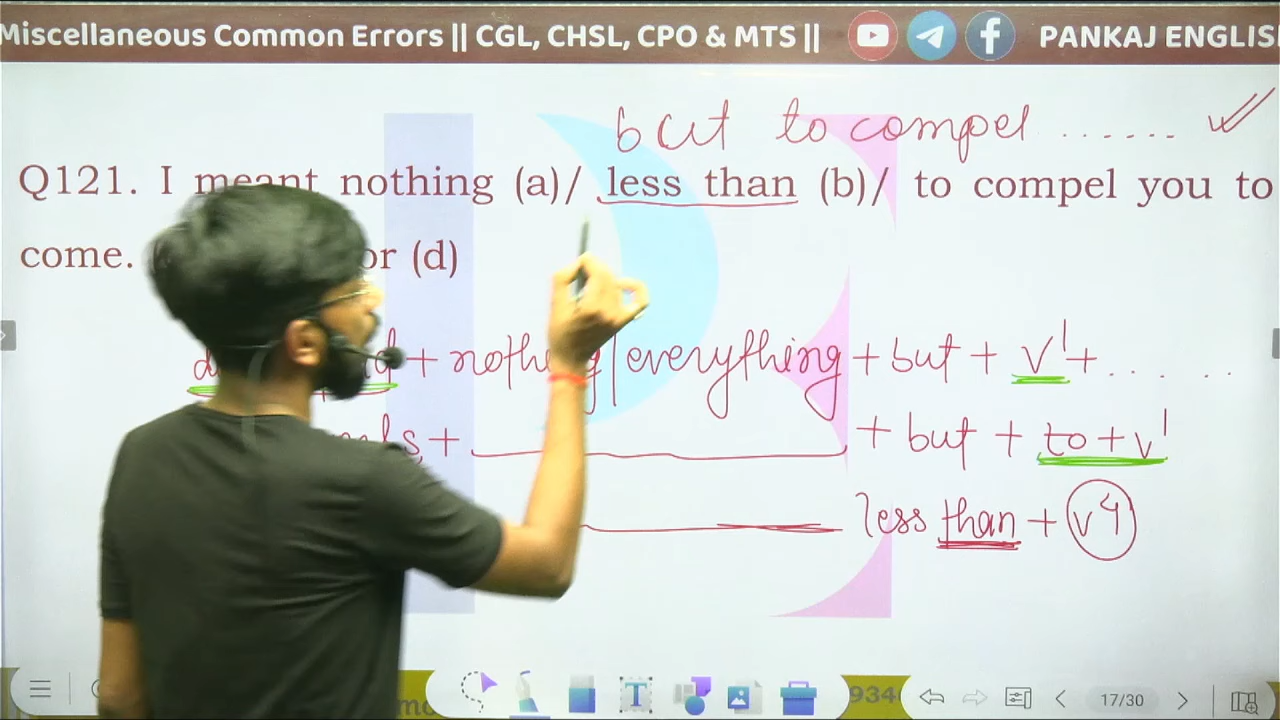 Miscellaneous Common Errors || CGL, CHSL, CPO & MTS || PANKAJ ENGLIS
but to compel ......
Q121. I meant nothing (a)/ less than (b)/ to compel you to
come. or (d)
+ nothing/everything + but + v¹ + . . . . .
+ + but + to + v¹
less than + v4
934
17/30